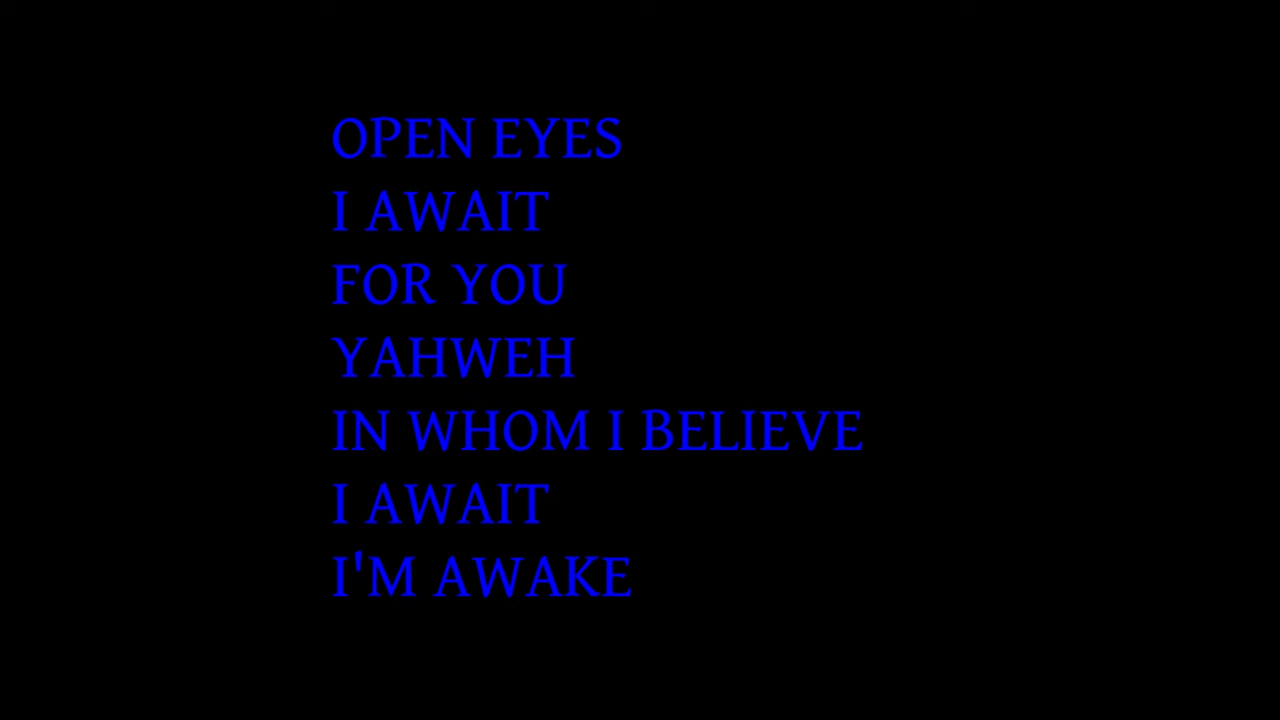 OPEN EYES
I AWAIT
FOR YOU
YAHWEH
IN WHOM I BELIEVE
I AWAIT
I'M AWAKE